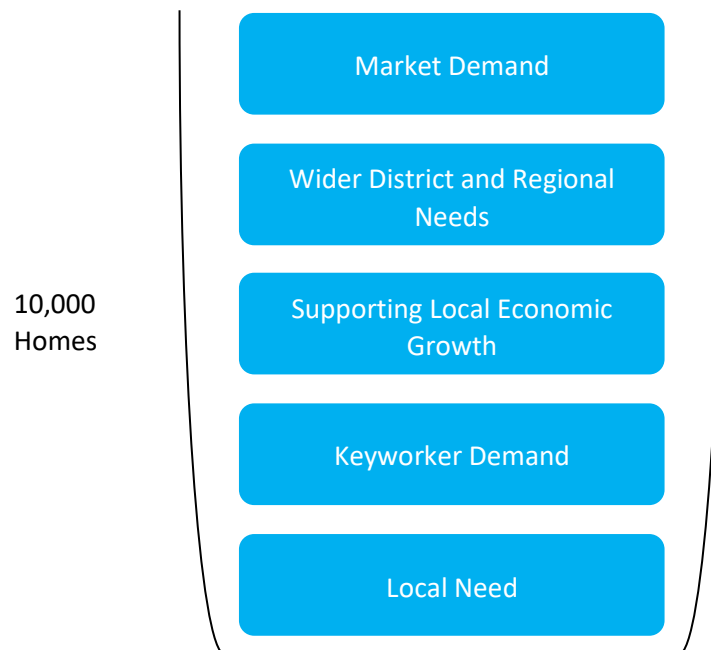 Market Demand
Wider District and Regional
Needs
Supporting Local Economic
Growth
10,000
Homes
Keyworker Demand
Local Need